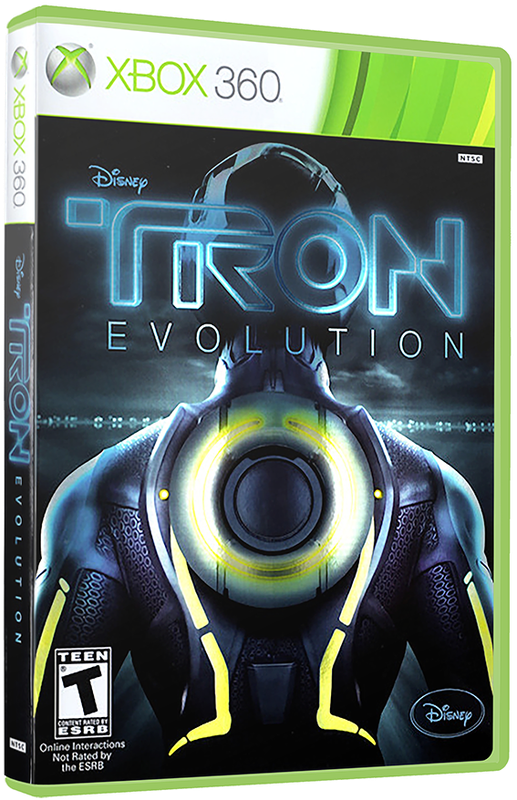 XBOX 360
NTSC
Disney
TRON
EVOLUTION
TEEN
T
CONTENT RATED BY
ESRB
Online Interactions
Not Rated by
the ESRB
Disney
XBOX 360
Disney
TRON
EVOLUTION
NTSC